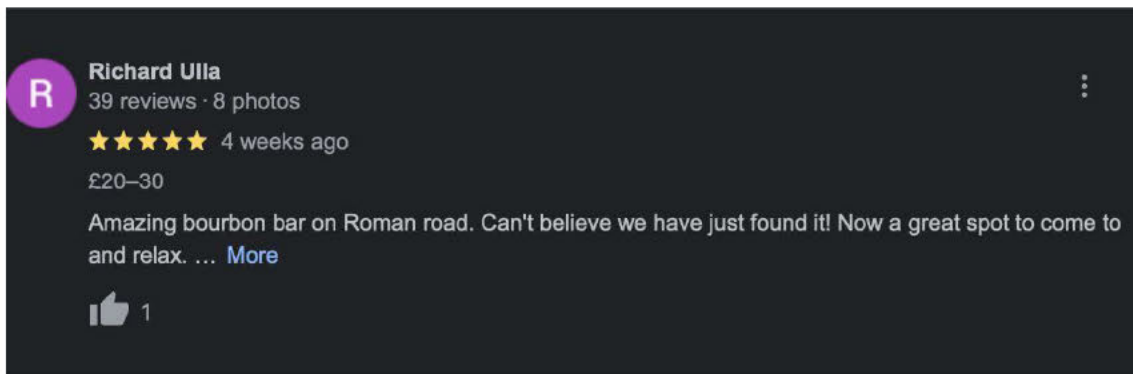 R
Richard Ulla
39 reviews · 8 photos
4 weeks ago
£20–30
Amazing bourbon bar on Roman road. Can't believe we have just found it! Now a great spot to come to
and relax. … More
1